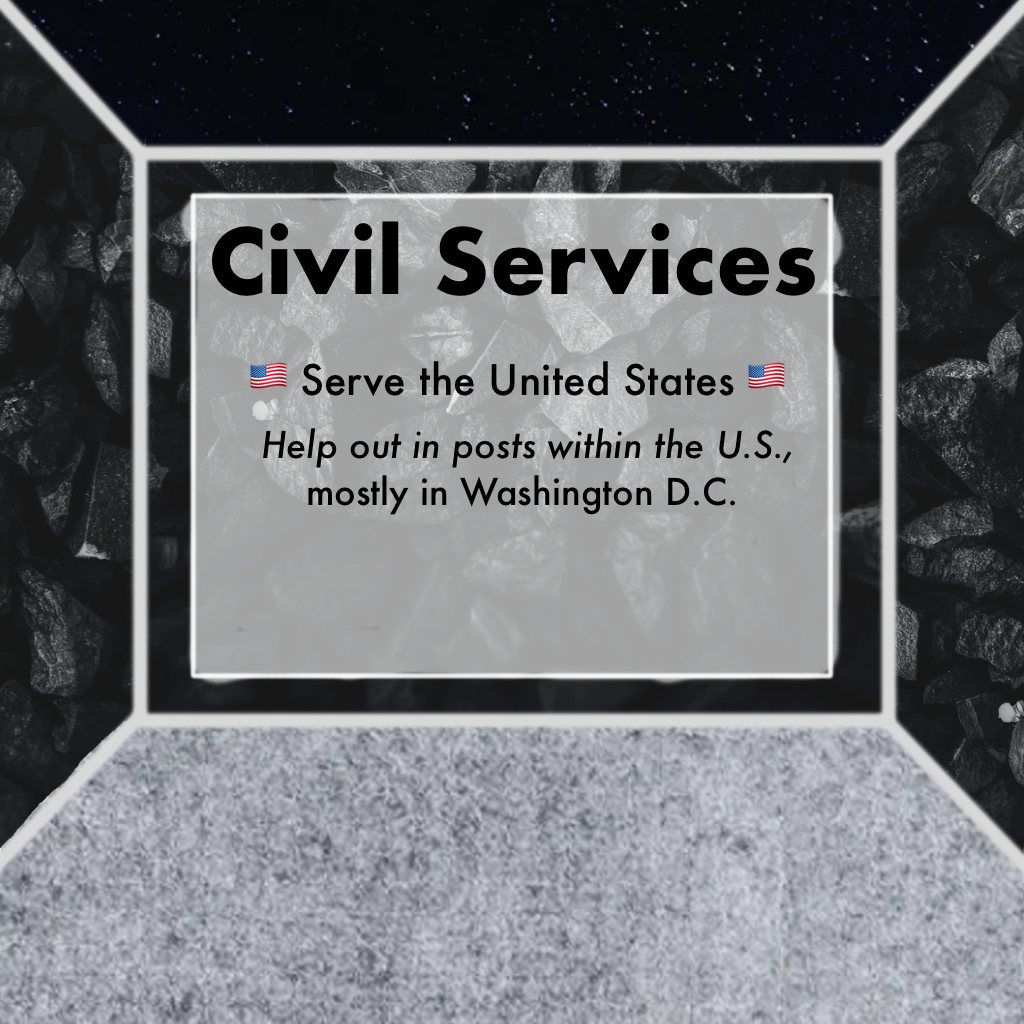 Civil Services
🇺🇸 Serve the United States 🇺🇸
Help out in posts within the U.S.,
mostly in Washington D.C.